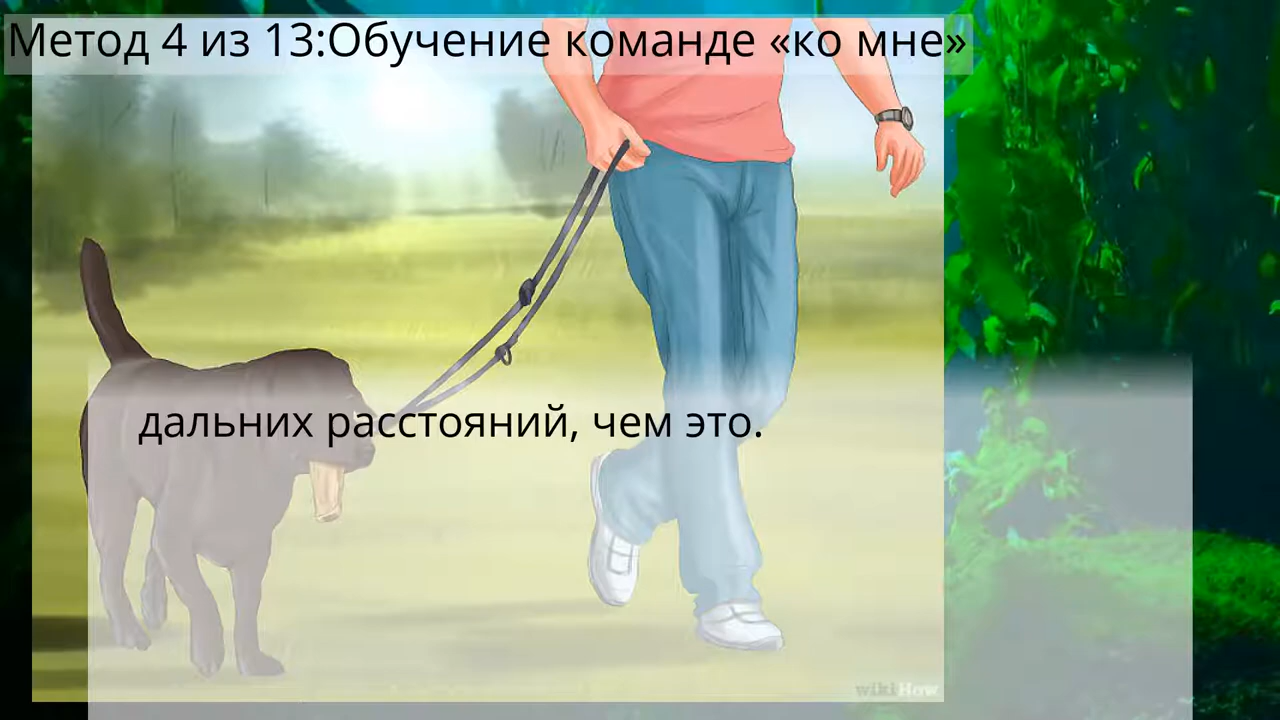 Метод 4 из 13:Обучение команде «ко мне»
дальних расстояний, чем это.
wikiHow